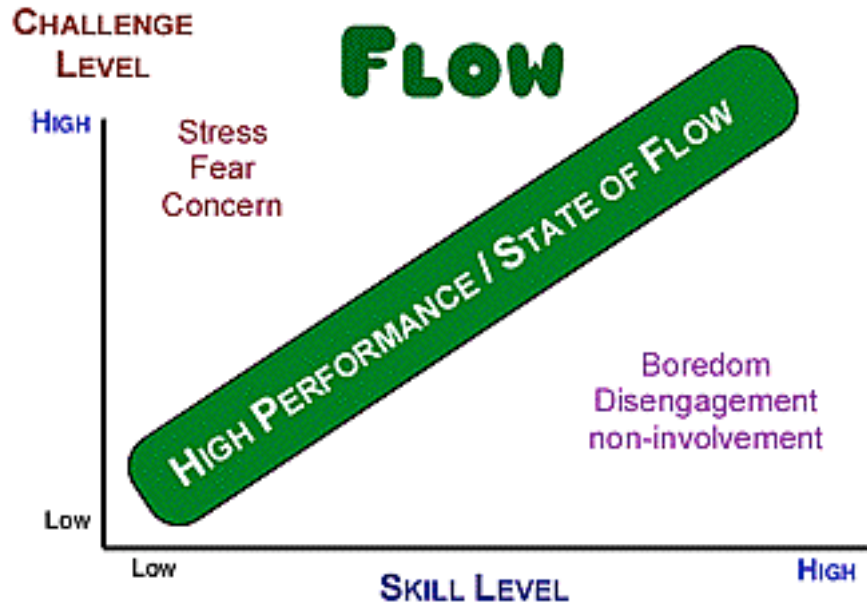 CHALLENGE
LEVEL
FLOW
HIGH
Stress
Fear
Concern
HIGH PERFORMANCE / STATE OF FLOW
Boredom
Disengagement
non-involvement
LOW
LOW
SKILL LEVEL
HIGH